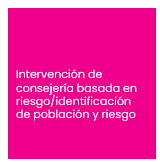 Intervención de
consejería basada en
riesgo/identificación
de población y riesgo